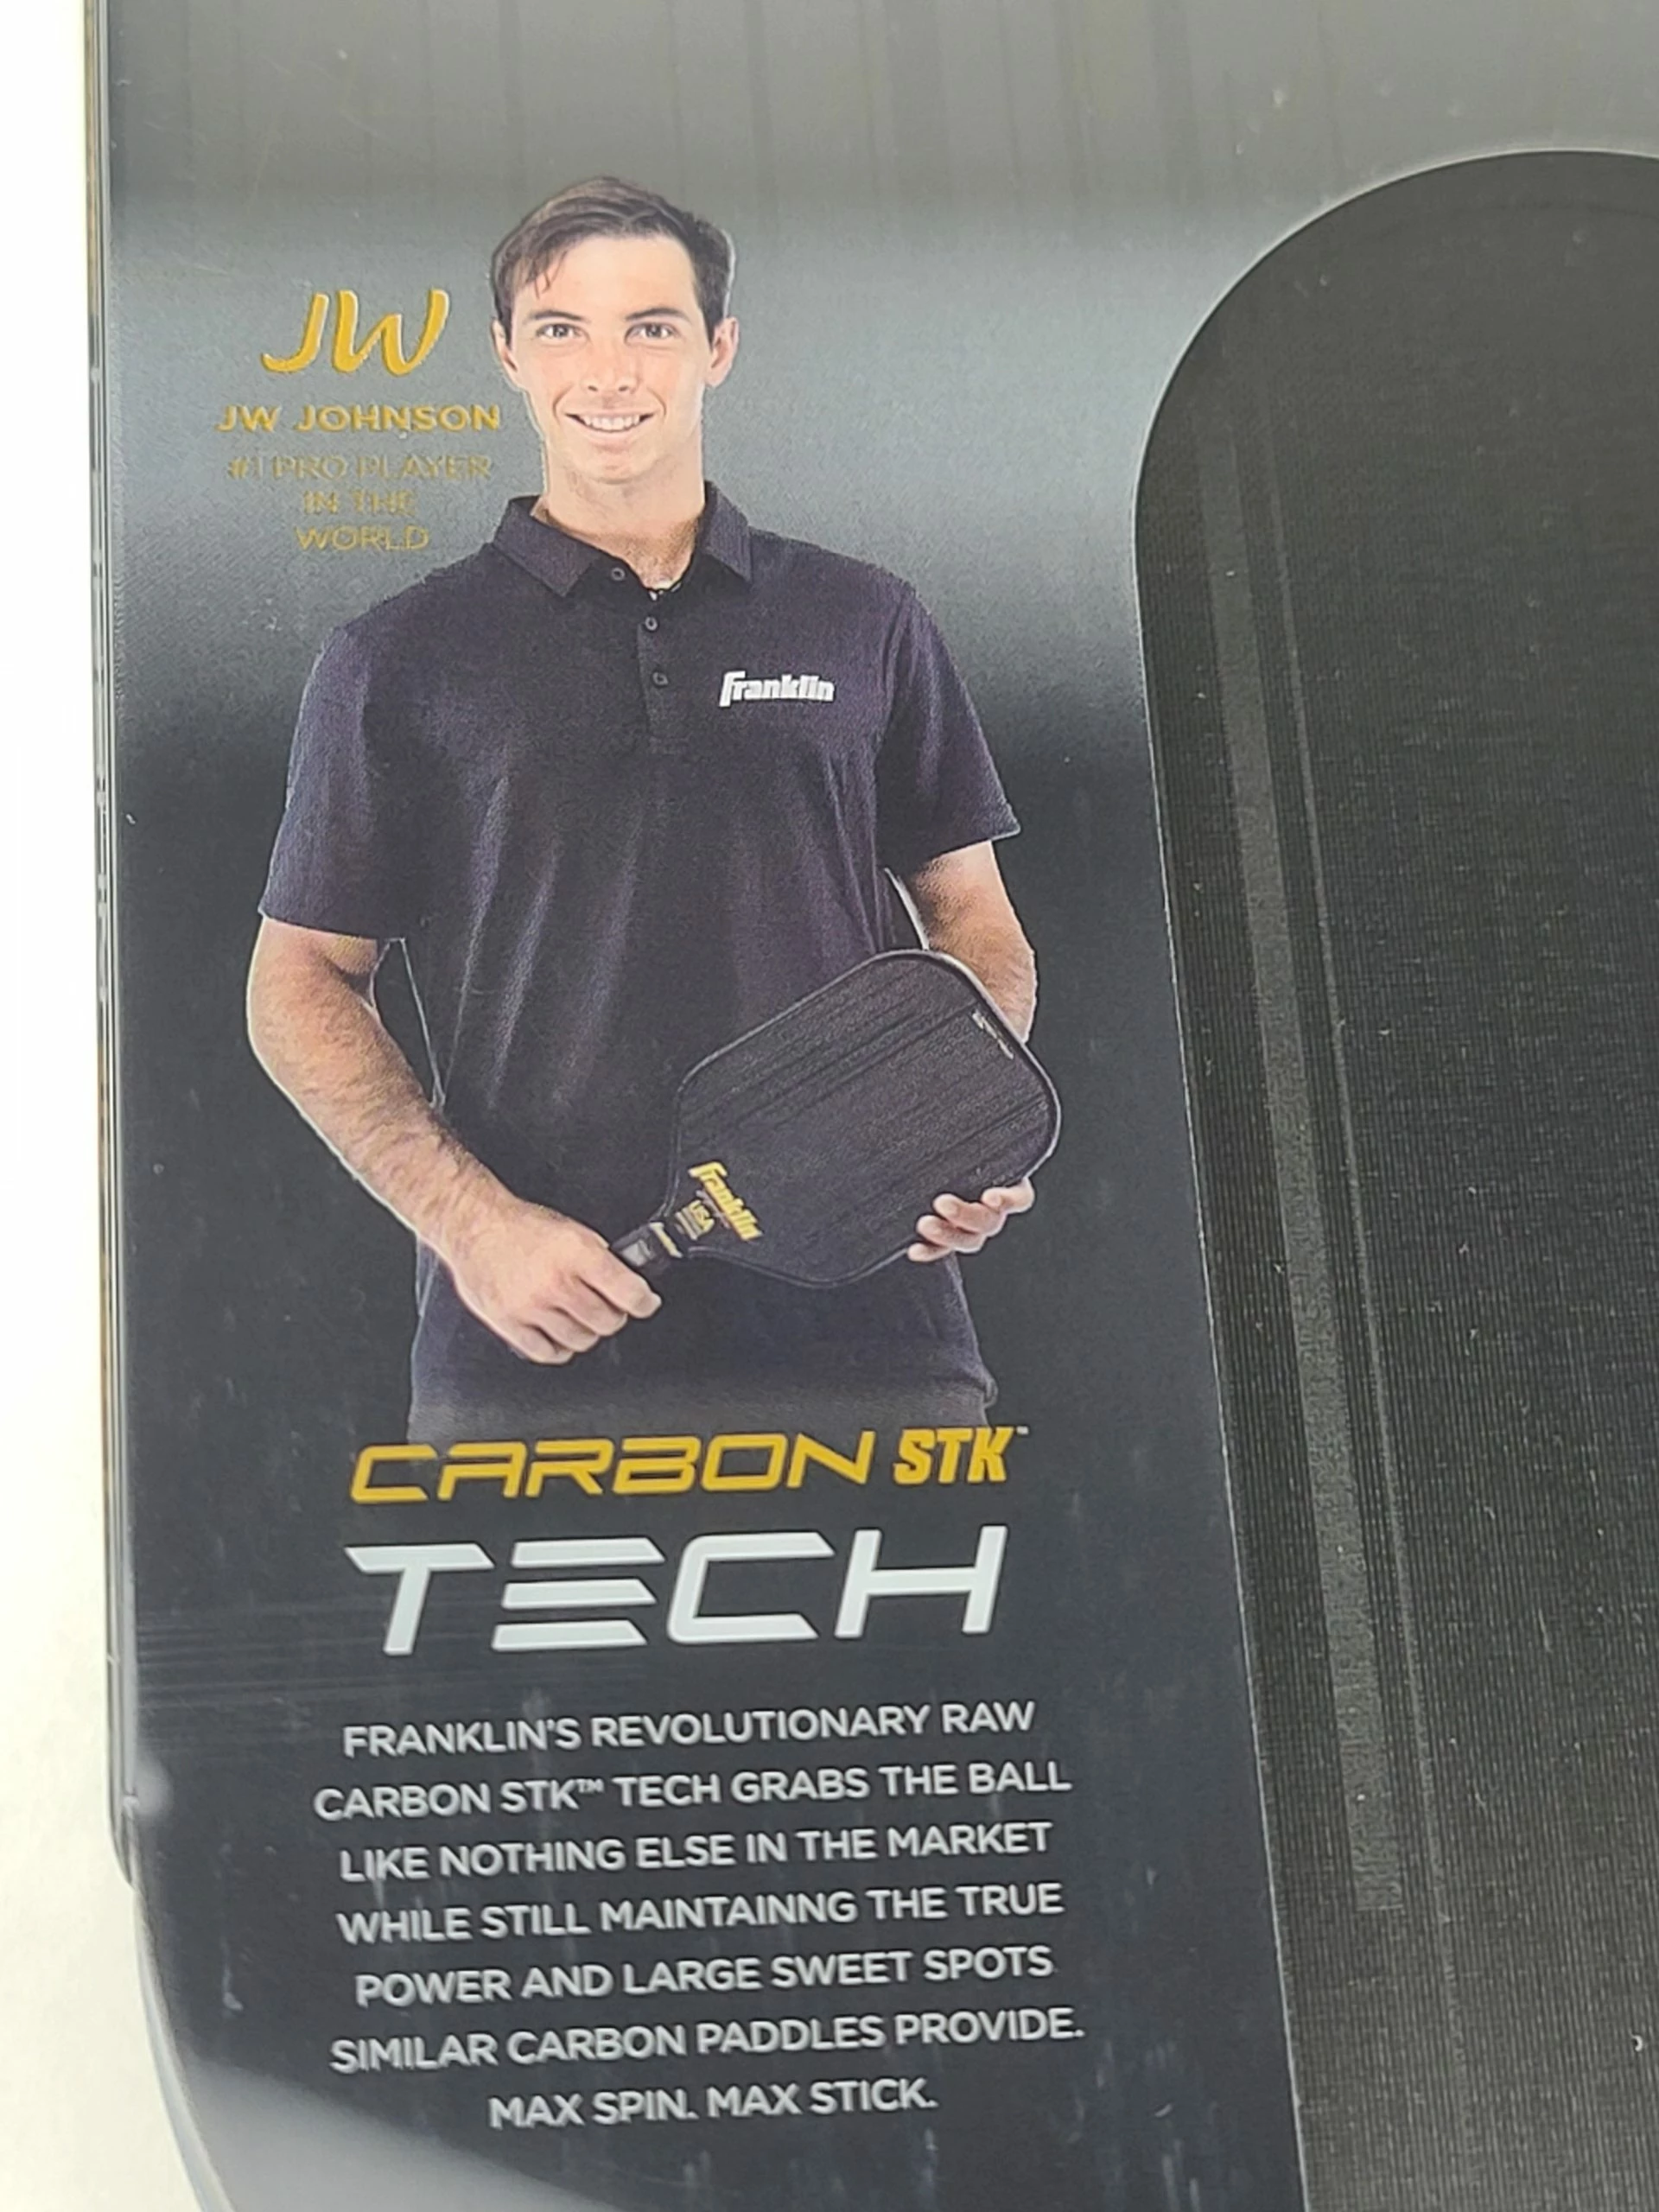 JW
JW JOHNSON
#1 PRO PLAYER
IN THE
WORLD
Franklin
Franklin
USA
CARBON STK™
TECH
FRANKLIN'S REVOLUTIONARY RAW
CARBON STK™ TECH GRABS THE BALL
LIKE NOTHING ELSE IN THE MARKET
WHILE STILL MAINTAINNG THE TRUE
POWER AND LARGE SWEET SPOTS
SIMILAR CARBON PADDLES PROVIDE.
MAX SPIN. MAX STICK.